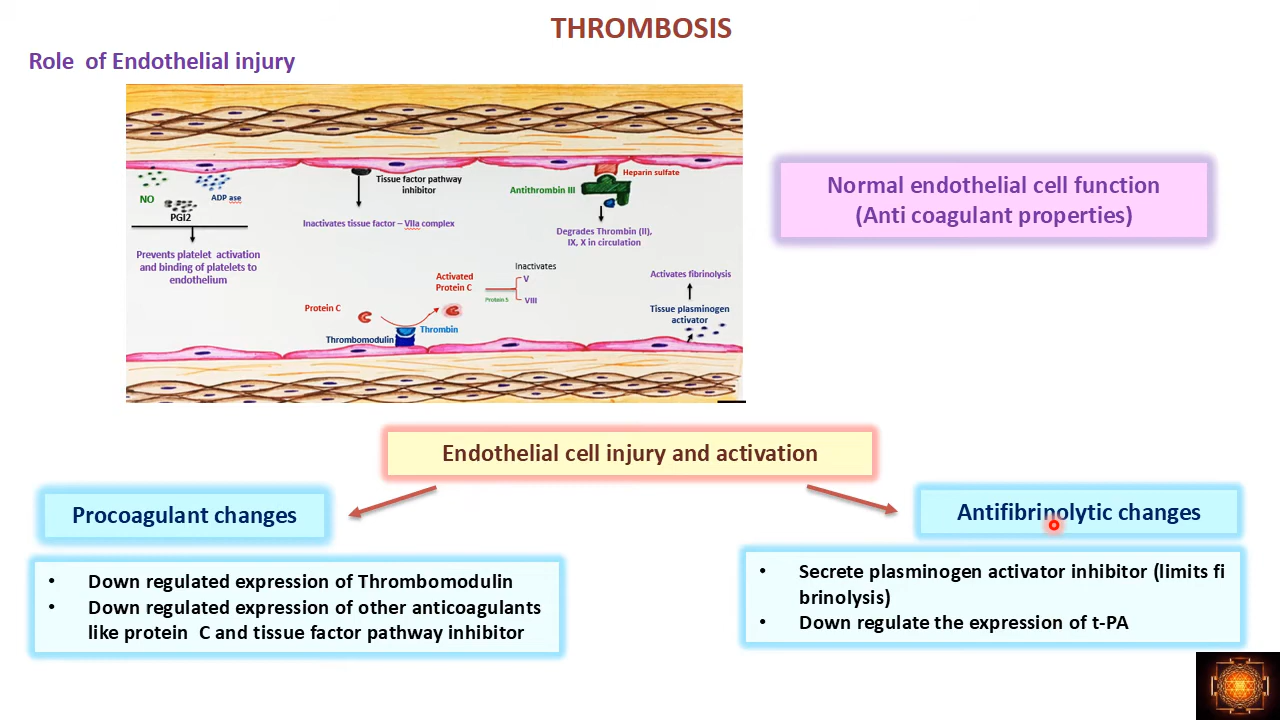 THROMBOSIS
Role of Endothelial injury
NO
ADP ase
PGI2
Prevents platelet activation
and binding of platelets to
endothelium
Tissue factor pathway
inhibitor
Inactivates tissue factor – VIIa complex
Heparin sulfate
Antithrombin III
Degrades Thrombin (II),
IX, X in circulation
Protein C
Activated
Protein C
Thrombin
Thrombomodulin
Protein S
Inactivates
V
VIII
Activates fibrinolysis
Tissue plasminogen
activator
Normal endothelial cell function
(Anti coagulant properties)
Endothelial cell injury and activation
Procoagulant changes
• Down regulated expression of Thrombomodulin
• Down regulated expression of other anticoagulants
like protein C and tissue factor pathway inhibitor
Antifibrinolytic changes
• Secrete plasminogen activator inhibitor (limits fi
brinolysis)
• Down regulate the expression of t-PA